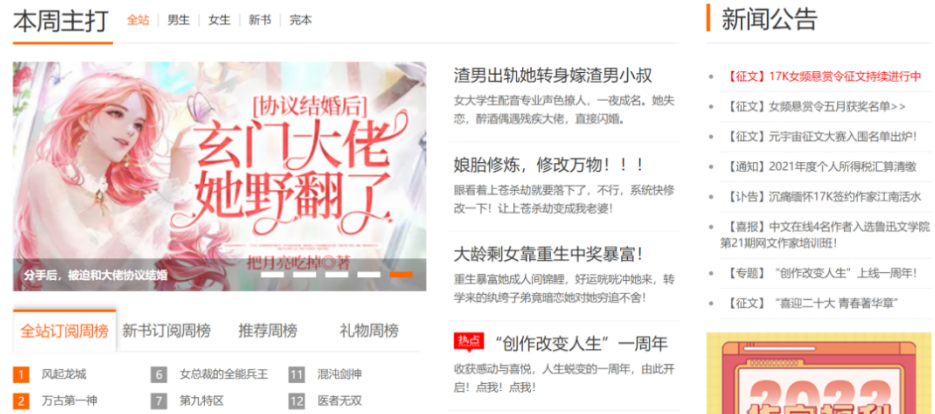 本周主打
全站 | 男生 | 女生 | 新书 | 完本
[协议结婚后]
玄门大佬
她野翻了
把月亮吃掉◎著
分手后，被迫和大佬协议结婚
全站订阅周榜 新书订阅周榜 推荐周榜 礼物周榜
1 风起龙城 6 女总裁的全能兵王 11 混沌剑神
2 万古第一神 7 第九特区 12 医者无双
渣男出轨她转身嫁渣男小叔
女大学生配音专业声色撩人，一夜成名。她失
恋，醉酒偶遇残疾大佬，直接闪婚。
娘胎修炼，修改万物！！！
眼看着上苍杀劫就要落下了，不行，系统快修
改一下！让上苍杀劫变成我老婆！
大龄剩女靠重生中奖暴富！
重生暴富她成人间锦鲤，好运咣咣冲她来，转
学来的纨绔子弟竟暗恋她对她穷追不舍！
热点 “创作改变人生”一周年
收获感动与喜悦，人生蜕变的一周年，由此开
启！点我！点我！
新闻公告
【征文】17K女频悬赏令征文持续进行中
【征文】女频悬赏令五月获奖名单>>
【征文】元宇宙征文大赛入围名单出炉！
【通知】2021年度个人所得税汇算清缴
【讣告】沉痛缅怀17K签约作家江南活水
【喜报】中文在线4名作者入选鲁迅文学院
第21期网文作家培训班！
【专题】“创作改变人生”上线一周年！
【征文】“喜迎二十大 青春著华章”
2022
作家福利